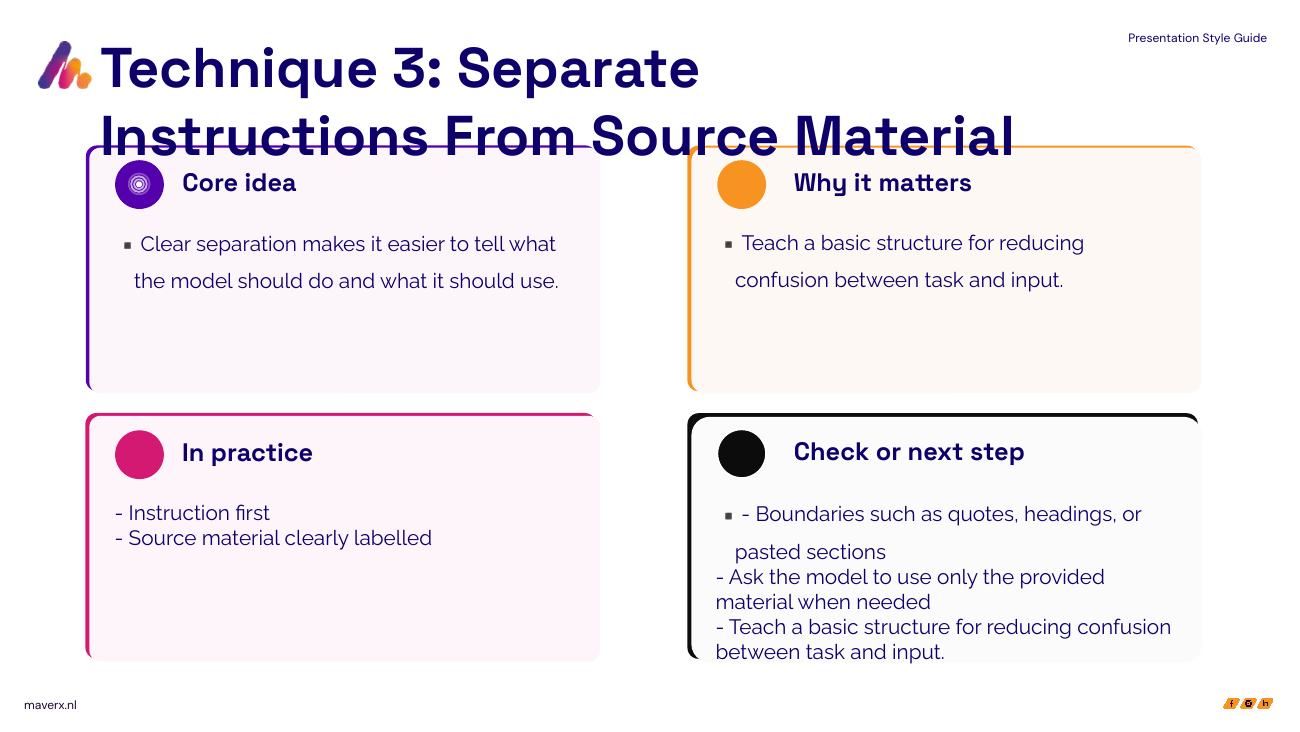 Presentation Style Guide
Technique 3: Separate
Instructions From Source Material
Core idea
▪ Clear separation makes it easier to tell what
the model should do and what it should use.
Why it matters
▪ Teach a basic structure for reducing
confusion between task and input.
In practice
- Instruction first
- Source material clearly labelled
Check or next step
▪ - Boundaries such as quotes, headings, or
pasted sections
- Ask the model to use only the provided
material when needed
- Teach a basic structure for reducing confusion
between task and input.
maverx.nl